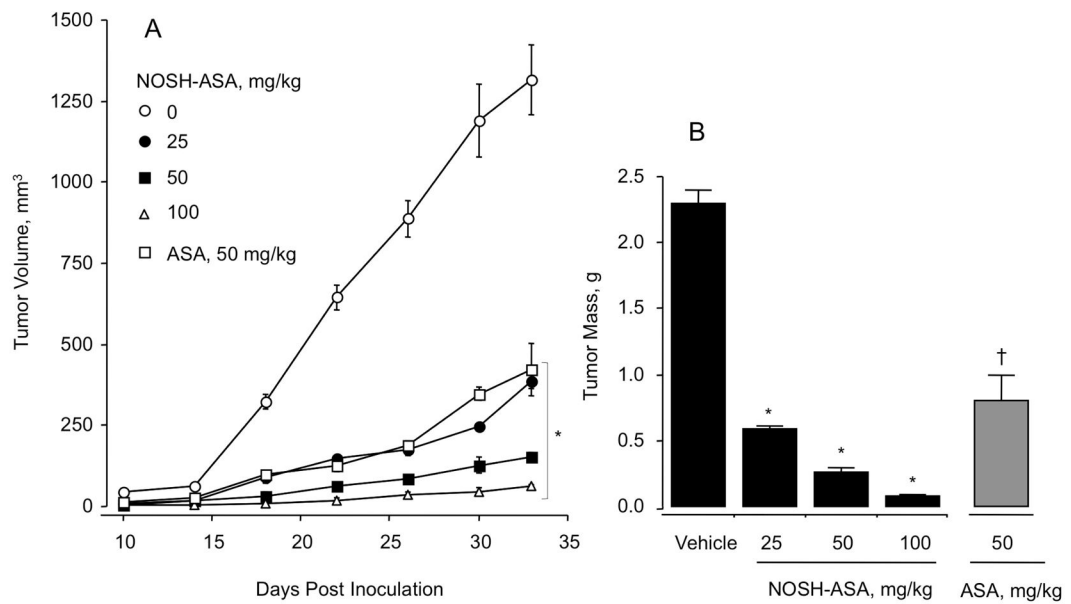 A
NOSH-ASA, mg/kg
0
25
50
100
ASA, 50 mg/kg
Tumor Volume, mm³
1500
1250
1000
750
500
250
0
*
10 15 20 25 30 35
Days Post Inoculation
B
Tumor Mass, g
2.5
2.0
1.5
1.0
0.5
0.0
*
*
*
†
Vehicle 25 50 100 50
NOSH-ASA, mg/kg ASA, mg/kg